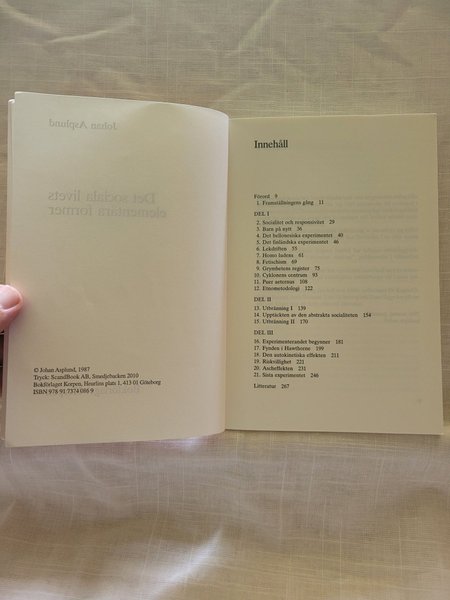 Johan Asplund
Det sociala livets
elementära former
© Johan Asplund, 1987
Tryck: ScandBook AB, Smedjebacken 2010
Bokförlaget Korpen, Heurlins plats 1, 413 01 Göteborg
ISBN 978 91 7374 086 9
Innehåll
Förord 9
1. Framställningens gång 11
DEL I
2. Socialitet och responsivitet 29
3. Barn på nytt 36
4. Det bellonesiska experimentet 40
5. Det finländska experimentet 46
6. Lekdriften 55
7. Homo ludens 61
8. Fetischism 69
9. Grymhetens register 75
10. Cyklonens centrum 93
11. Puer aeternus 108
12. Etnometodologi 122
DEL II
13. Utbränning I 139
14. Upptäckten av den abstrakta socialiteten 154
15. Utbränning II 170
DEL III
16. Experimenterandet begynner 181
17. Fynden i Hawthorne 199
18. Den autokinetiska effekten 211
19. Riskvillighet 221
20. Ascheffekten 231
21. Sista experimentet 246
Litteratur 267